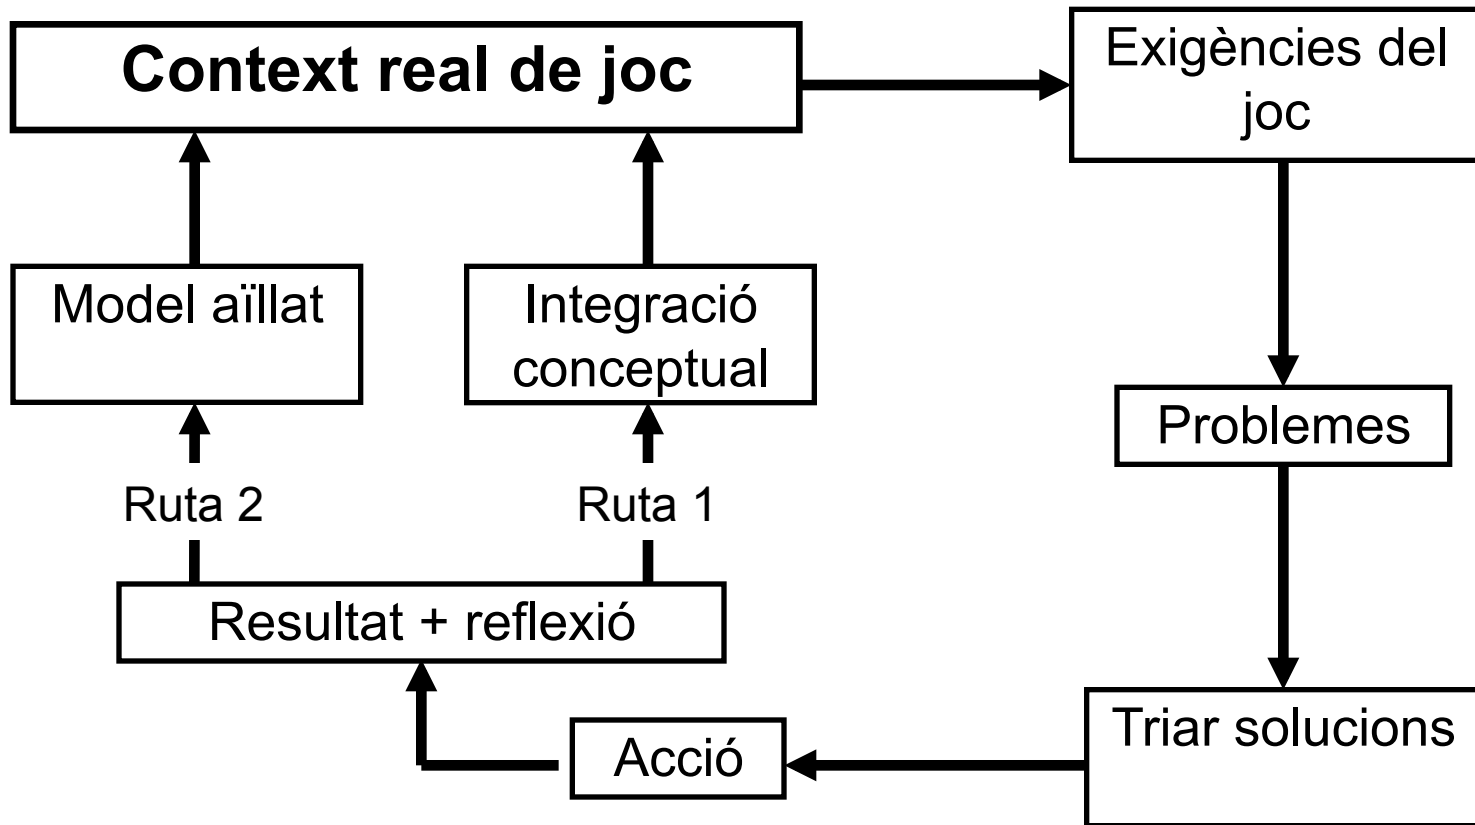 Context real de joc
Exigències del
joc
Model aïllat
Integració
conceptual
Problemes
Ruta 2
Ruta 1
Resultat + reflexió
Triar solucions
Acció